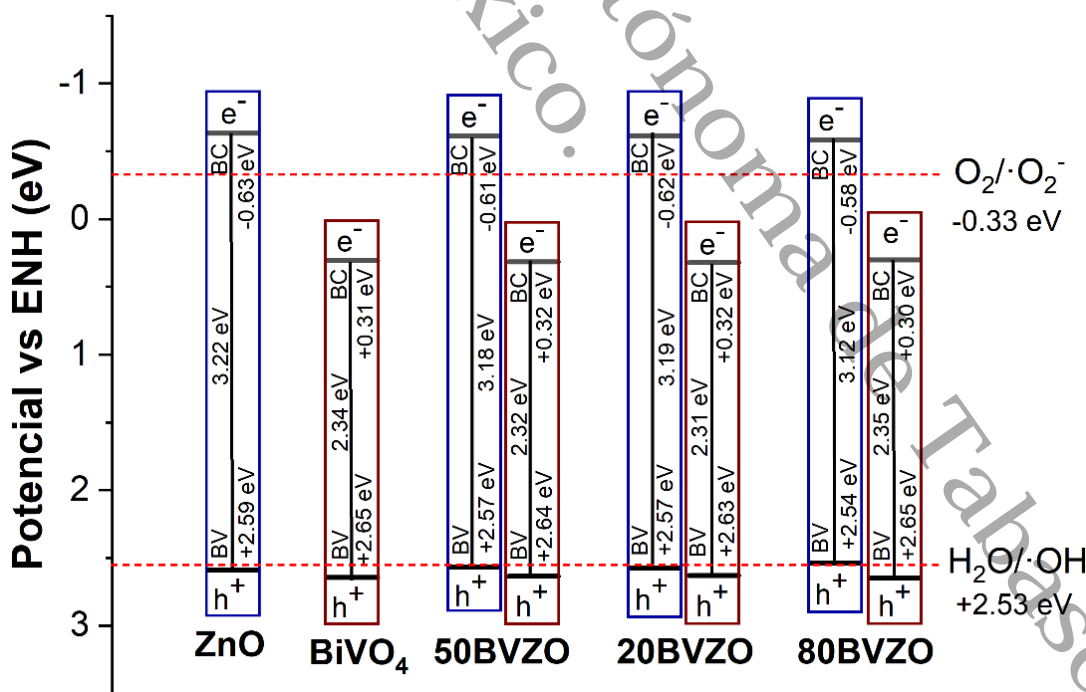 Potencial vs ENH (eV)
-1
0
1
2
3
e⁻
BC
-0.63 eV
3.22 eV
BV
+2.59 eV
h⁺
ZnO
e⁻
BC
+0.31 eV
2.34 eV
BV
+2.65 eV
h⁺
BiVO₄
e⁻
BC
-0.61 eV
3.18 eV
BV
+2.57 eV
h⁺
e⁻
BC
+0.32 eV
2.32 eV
BV
+2.64 eV
h⁺
50BVZO
e⁻
BC
-0.62 eV
3.19 eV
BV
+2.57 eV
h⁺
e⁻
BC
+0.32 eV
2.31 eV
BV
+2.63 eV
h⁺
20BVZO
e⁻
BC
-0.58 eV
3.12 eV
BV
+2.54 eV
h⁺
e⁻
BC
+0.30 eV
2.35 eV
BV
+2.65 eV
h⁺
80BVZO
O₂/·O₂⁻
-0.33 eV
H₂O/·OH
+2.53 eV
xico.
tónoma de Tabasco